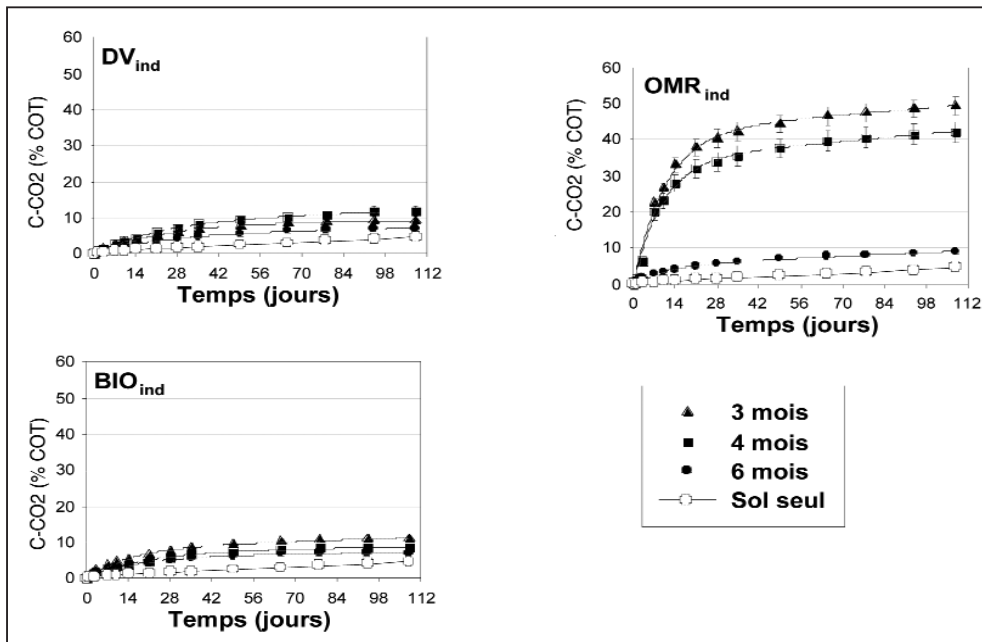 DVind
C-CO2 (% COT)
60
50
40
30
20
10
0
0 14 28 42 56 70 84 98 112
Temps (jours)
OMRind
C-CO2 (% COT)
60
50
40
30
20
10
0
0 14 28 42 56 70 84 98 112
Temps (jours)
BIOind
C-CO2 (% COT)
60
50
40
30
20
10
0
0 14 28 42 56 70 84 98 112
Temps (jours)
3 mois
4 mois
6 mois
Sol seul